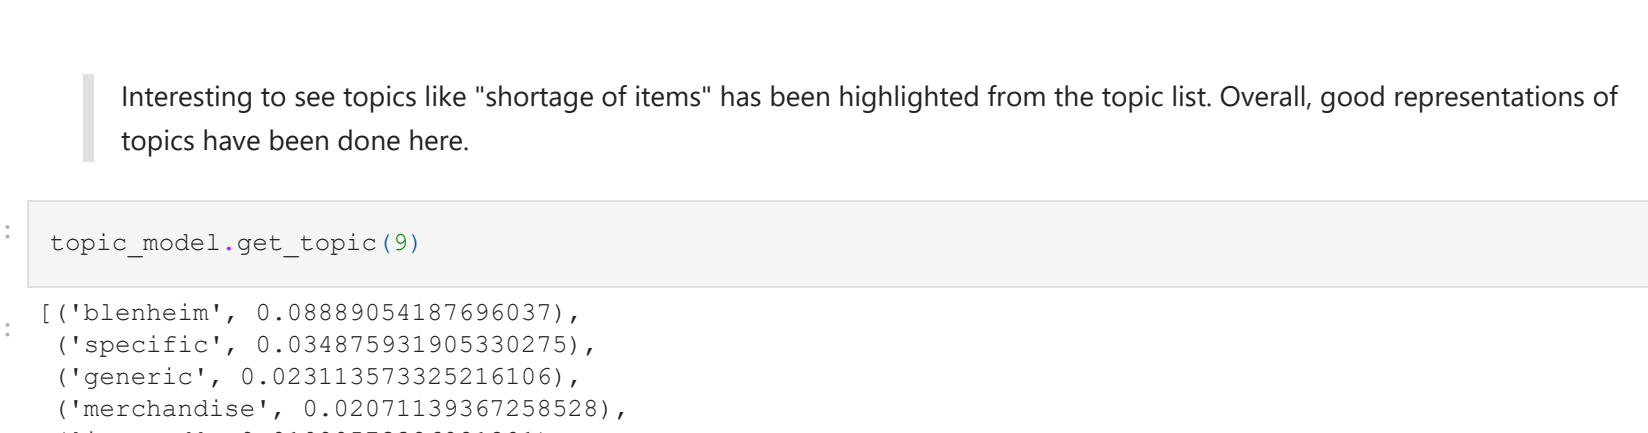 Interesting to see topics like "shortage of items" has been highlighted from the topic list. Overall, good representations of
topics have been done here.
:
topic_model.get_topic(9)
:
[('blenheim', 0.08889054187696037),
('specific', 0.034875931905330275),
('generic', 0.023113573325216106),
('merchandise', 0.02071139367258528),